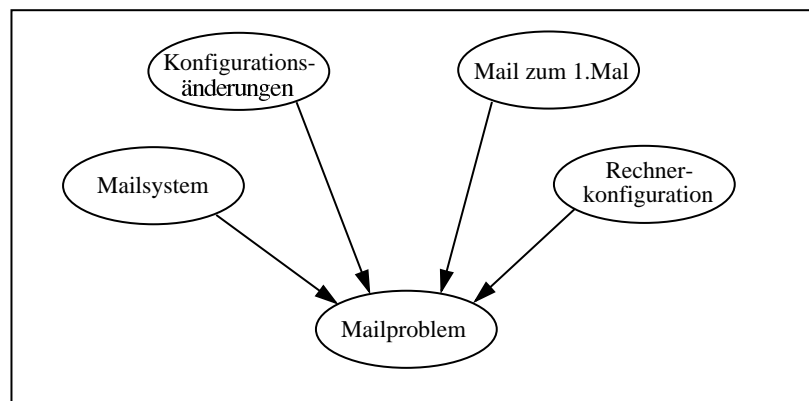 Konfigurations-
änderungen
Mail zum 1.Mal
Mailsystem
Rechner-
konfiguration
Mailproblem